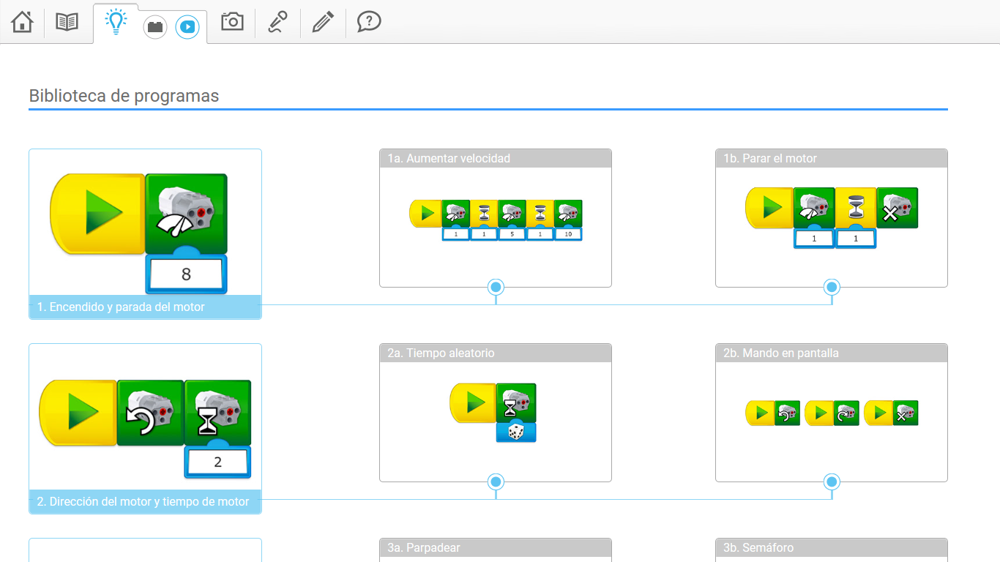 ?
Biblioteca de programas
8
1. Encendido y parada del motor
1a. Aumentar velocidad
1 1 5 1 10
1b. Parar el motor
1 1
2
2. Dirección del motor y tiempo de motor
2a. Tiempo aleatorio
2b. Mando en pantalla
3a. Parpadear
3b. Semáforo